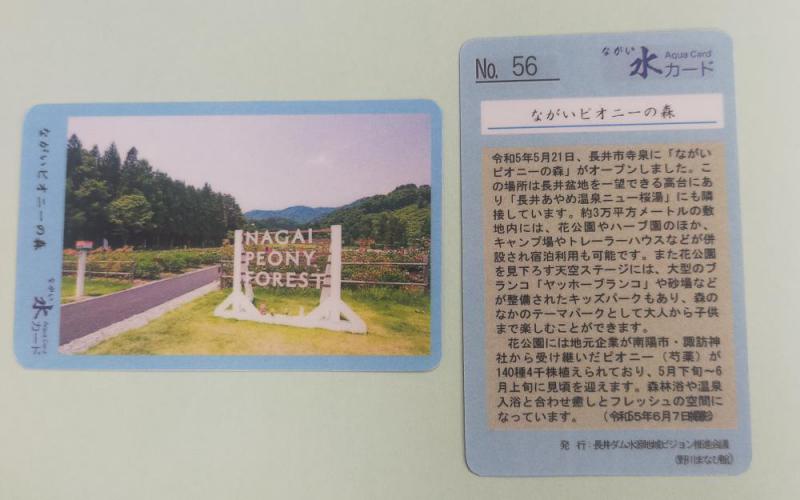 ながいピオニーの森
NAGAI
PEONY
FOREST
ながい
水カード
Aqua Card
No. 56
ながい
水カード
Aqua Card
ながいピオニーの森
令和5年5月21日、長井市寺泉に「ながい
ピオニーの森」がオープンしました。こ
の場所は長井盆地を一望できる高台にあ
り「長井あやめ温泉ニュー桜湯」にも隣
接しています。約3万平方メートルの敷
地内には、花公園やハーブ園のほか、
キャンプ場やトレーラーハウスなどが併
設され宿泊利用も可能です。また花公園
を見下ろす天空ステージには、大型のブ
ランコ「ヤッホーブランコ」や砂場など
が整備されたキッズパークもあり、森の
なかのテーマパークとして大人から子供
まで楽しむことができます。
花公園には地元企業が南陽市・諏訪神
社から受け継いだピオニー（芍薬）が
140種4千株植えられており、5月下旬～6
月上旬に見頃を迎えます。森林浴や温泉
入浴と合わせ癒しとフレッシュの空間に
なっています。（令和5年6月7日撮影）
発 行：長井ダム水源地域ビジョン推進会議
（野川まなび館）